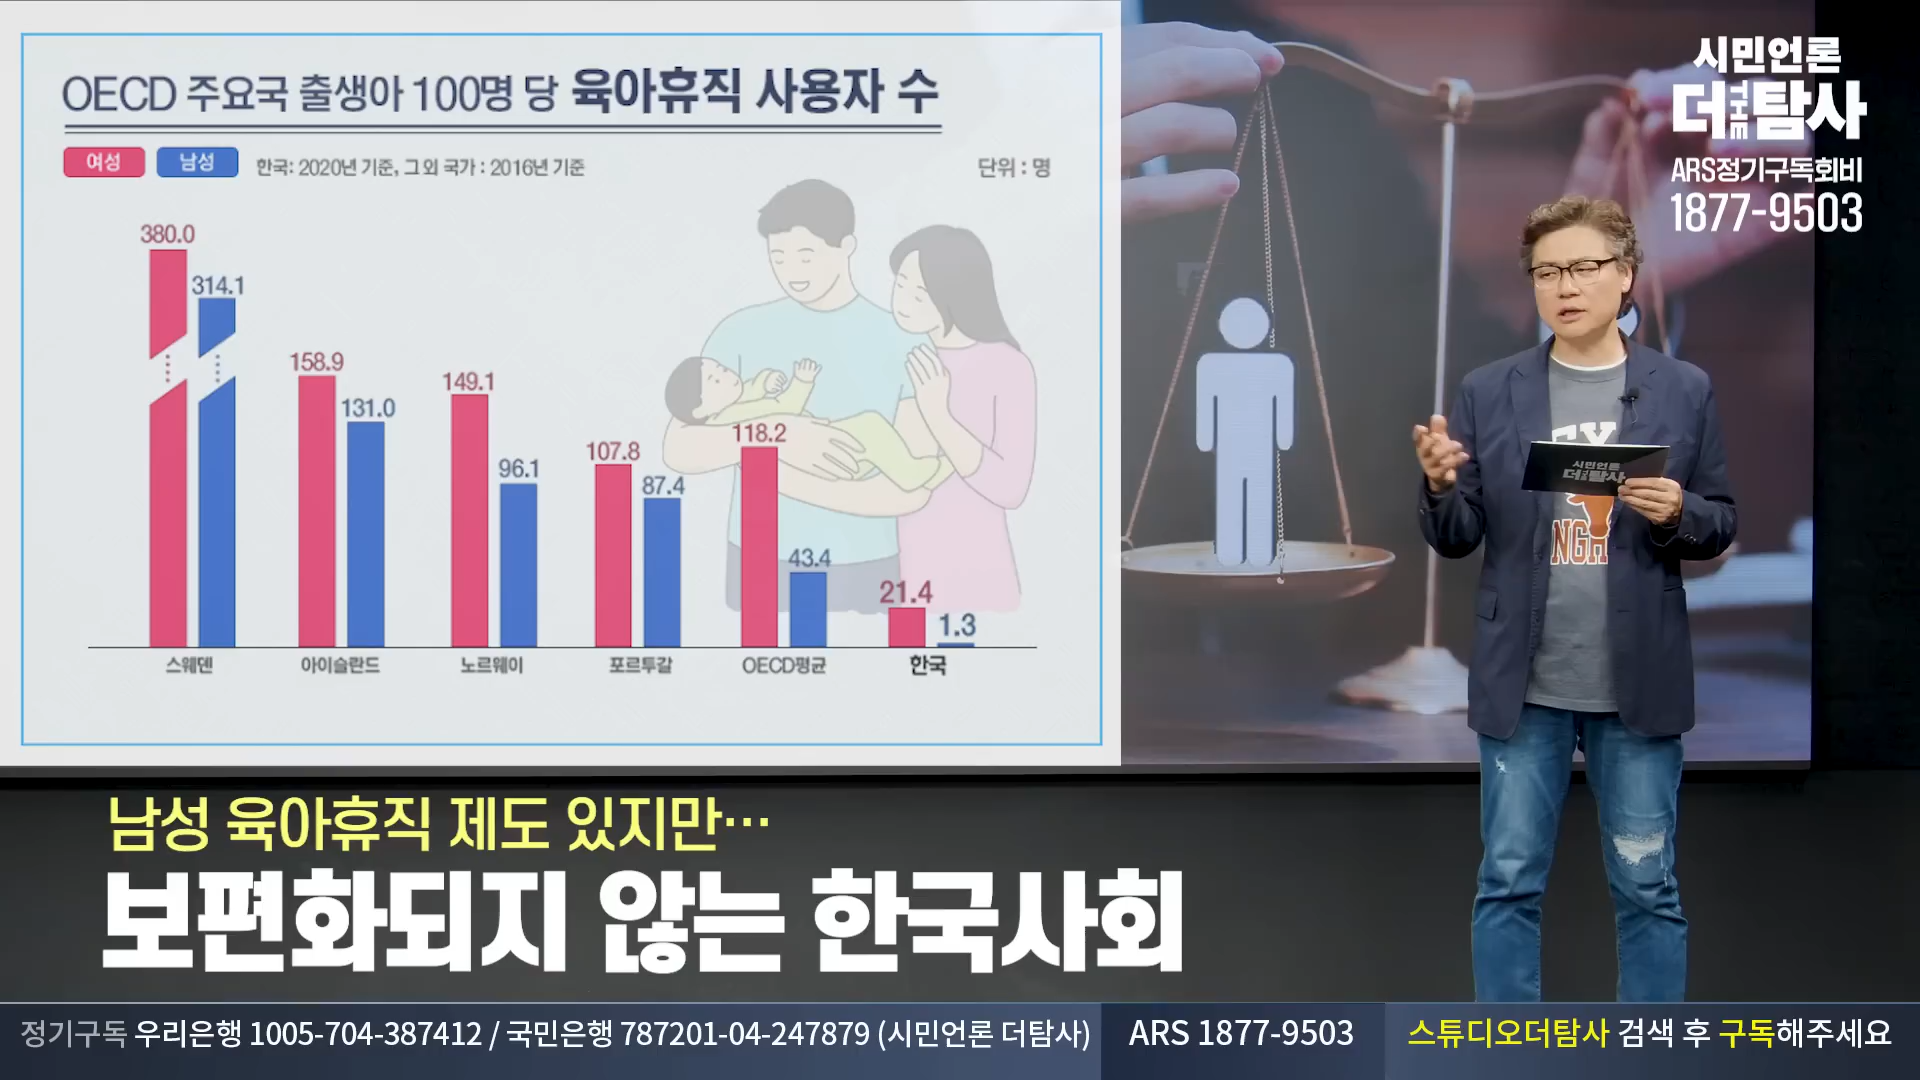 OECD 주요국 출생아 100명 당 육아휴직 사용자 수
여성 남성 한국: 2020년 기준, 그 외 국가 : 2016년 기준
단위 : 명
380.0
314.1
158.9
131.0
149.1
96.1
107.8
87.4
118.2
43.4
21.4
1.3
스웨덴 아이슬란드 노르웨이 포르투갈 OECD평균 한국
시민언론
더탐사
ARS정기구독회비
1877-9503
시민언론
더탐사
남성 육아휴직 제도 있지만…
보편화되지 않는 한국사회
정기구독 우리은행 1005-704-387412 / 국민은행 787201-04-247879 (시민언론 더탐사)
ARS 1877-9503
스튜디오더탐사 검색 후 구독해주세요